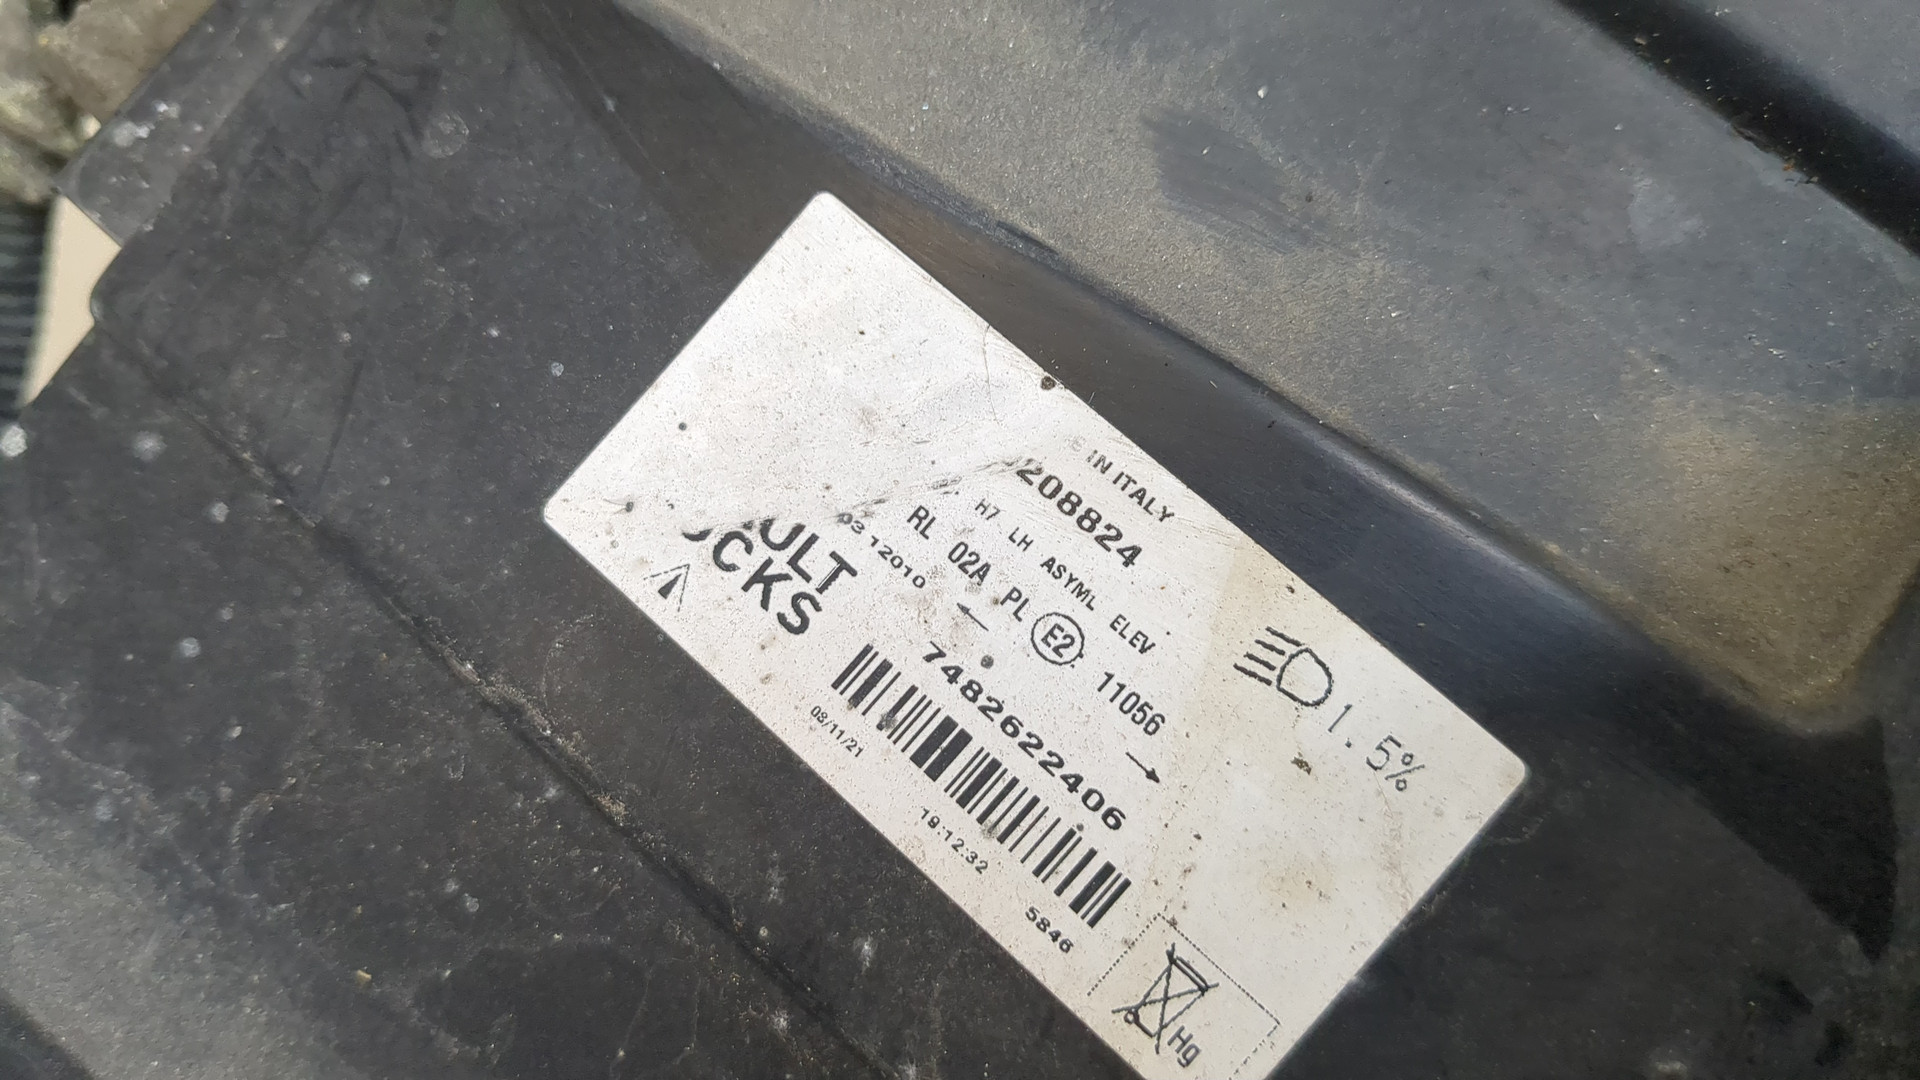 IN ITALY
208824
H7 LH ASYML ELEV
RL 02A PL E2 11056
12010
ULT
CKS
7482622406
08/11/21
19:12:32
5846
1.5%
Hg